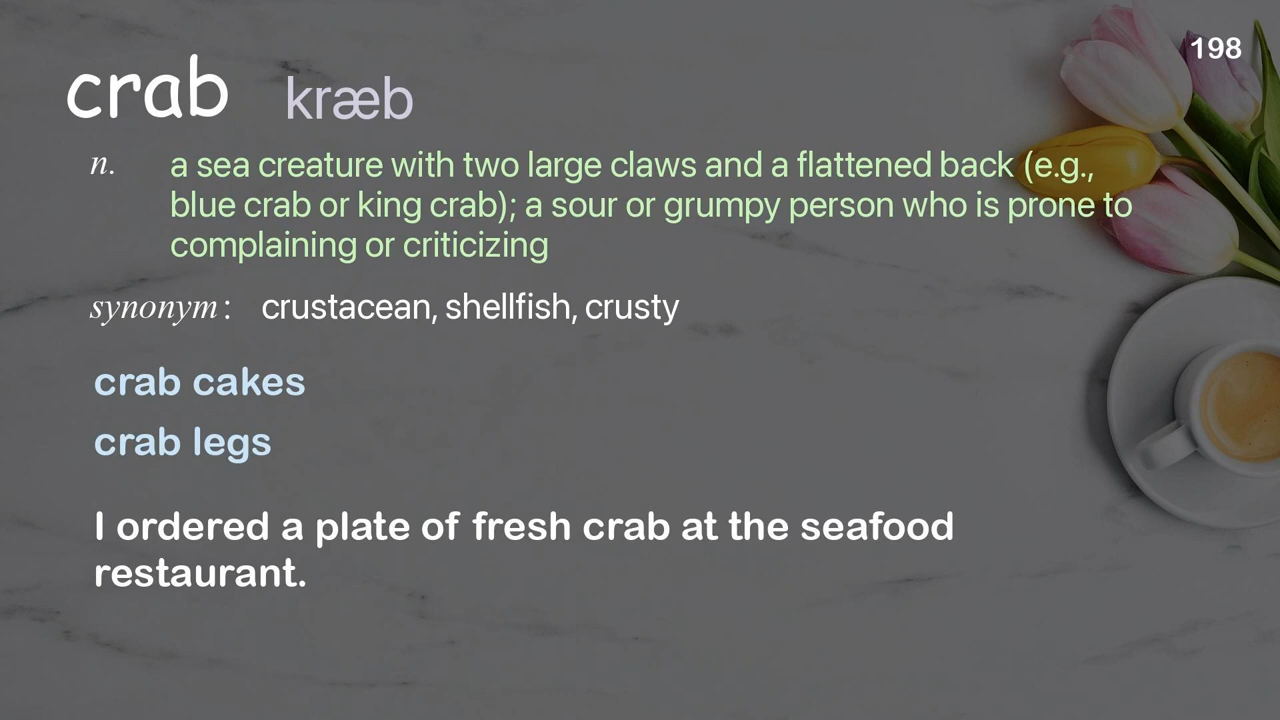 198
crab kræb
n. a sea creature with two large claws and a flattened back (e.g.,
blue crab or king crab); a sour or grumpy person who is prone to
complaining or criticizing
synonym: crustacean, shellfish, crusty
crab cakes
crab legs
I ordered a plate of fresh crab at the seafood
restaurant.